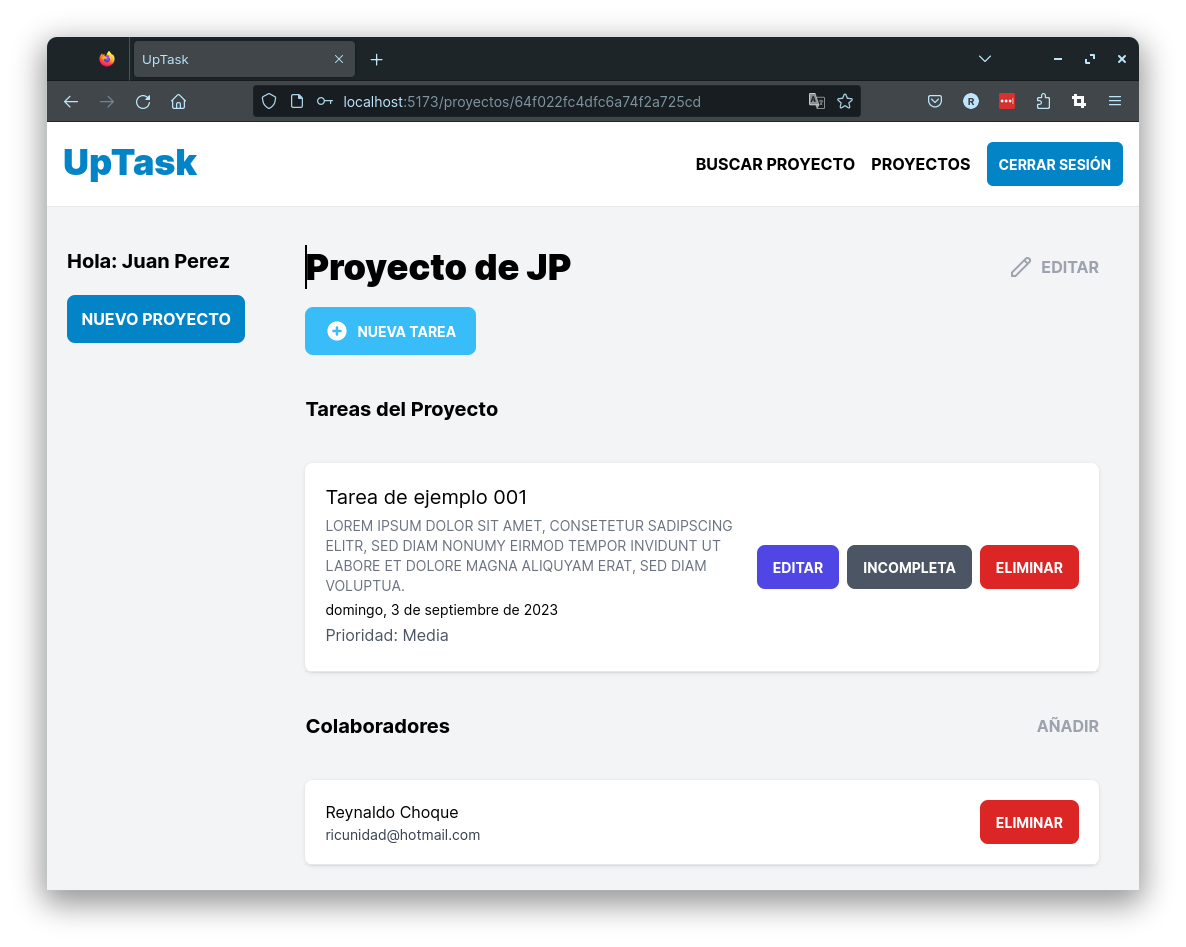 UpTask
localhost:5173/proyectos/64f022fc4dfc6a74f2a725cd
R
UpTask
BUSCAR PROYECTO
PROYECTOS
CERRAR SESIÓN
Hola: Juan Perez
NUEVO PROYECTO
Proyecto de JP
EDITAR
NUEVA TAREA
Tareas del Proyecto
Tarea de ejemplo 001
LOREM IPSUM DOLOR SIT AMET, CONSETETUR SADIPSCING
ELITR, SED DIAM NONUMY EIRMOD TEMPOR INVIDUNT UT
LABORE ET DOLORE MAGNA ALIQUYAM ERAT, SED DIAM
VOLUPTUA.
domingo, 3 de septiembre de 2023
Prioridad: Media
EDITAR
INCOMPLETA
ELIMINAR
Colaboradores
AÑADIR
Reynaldo Choque
ricunidad@hotmail.com
ELIMINAR